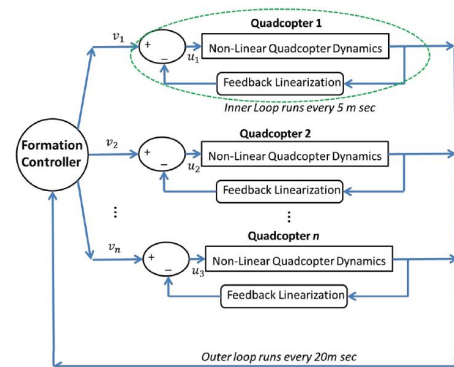 Quadcopter 1
v1
+
−
u1
Non-Linear Quadcopter Dynamics
Feedback Linearization
Inner Loop runs every 5 m sec
Formation
Controller
Quadcopter 2
v2
+
−
u2
Non-Linear Quadcopter Dynamics
Feedback Linearization
...
...
Quadcopter n
vn
+
−
u3
Non-Linear Quadcopter Dynamics
Feedback Linearization
Outer loop runs every 20m sec